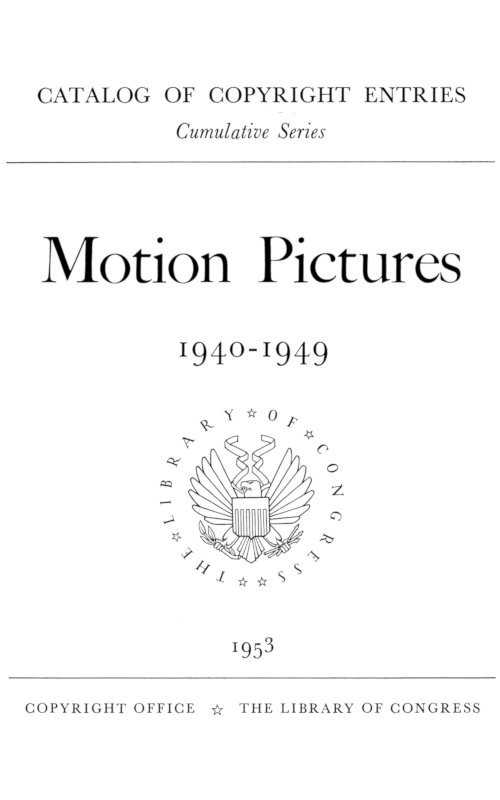 CATALOG OF COPYRIGHT ENTRIES
Cumulative Series
Motion Pictures
1940-1949
THE LIBRARY ☆ OF ☆ CONGRESS ☆ ☆
1953
COPYRIGHT OFFICE ☆ THE LIBRARY OF CONGRESS